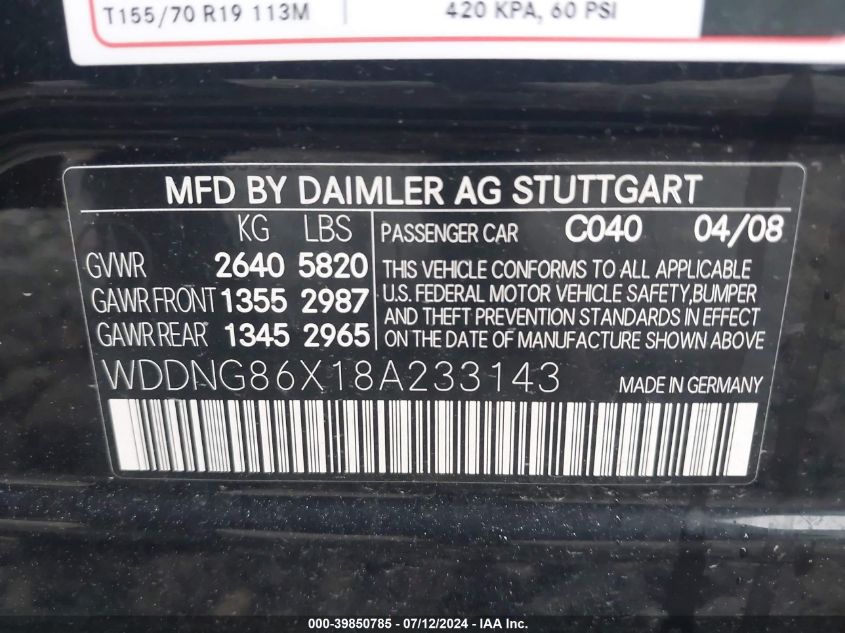 T155/70 R19 113M 420 KPA, 60 PSI
MFD BY DAIMLER AG STUTTGART
KG LBS
GVWR 2640 5820
GAWR FRONT 1355 2987
GAWR REAR 1345 2965
PASSENGER CAR C040 04/08
THIS VEHICLE CONFORMS TO ALL APPLICABLE
U.S. FEDERAL MOTOR VEHICLE SAFETY,BUMPER
AND THEFT PREVENTION STANDARDS IN EFFECT
ON THE DATE OF MANUFACTURE SHOWN ABOVE
WDDNG86X18A233143 MADE IN GERMANY
000-39850785 - 07/12/2024 - IAAI.com